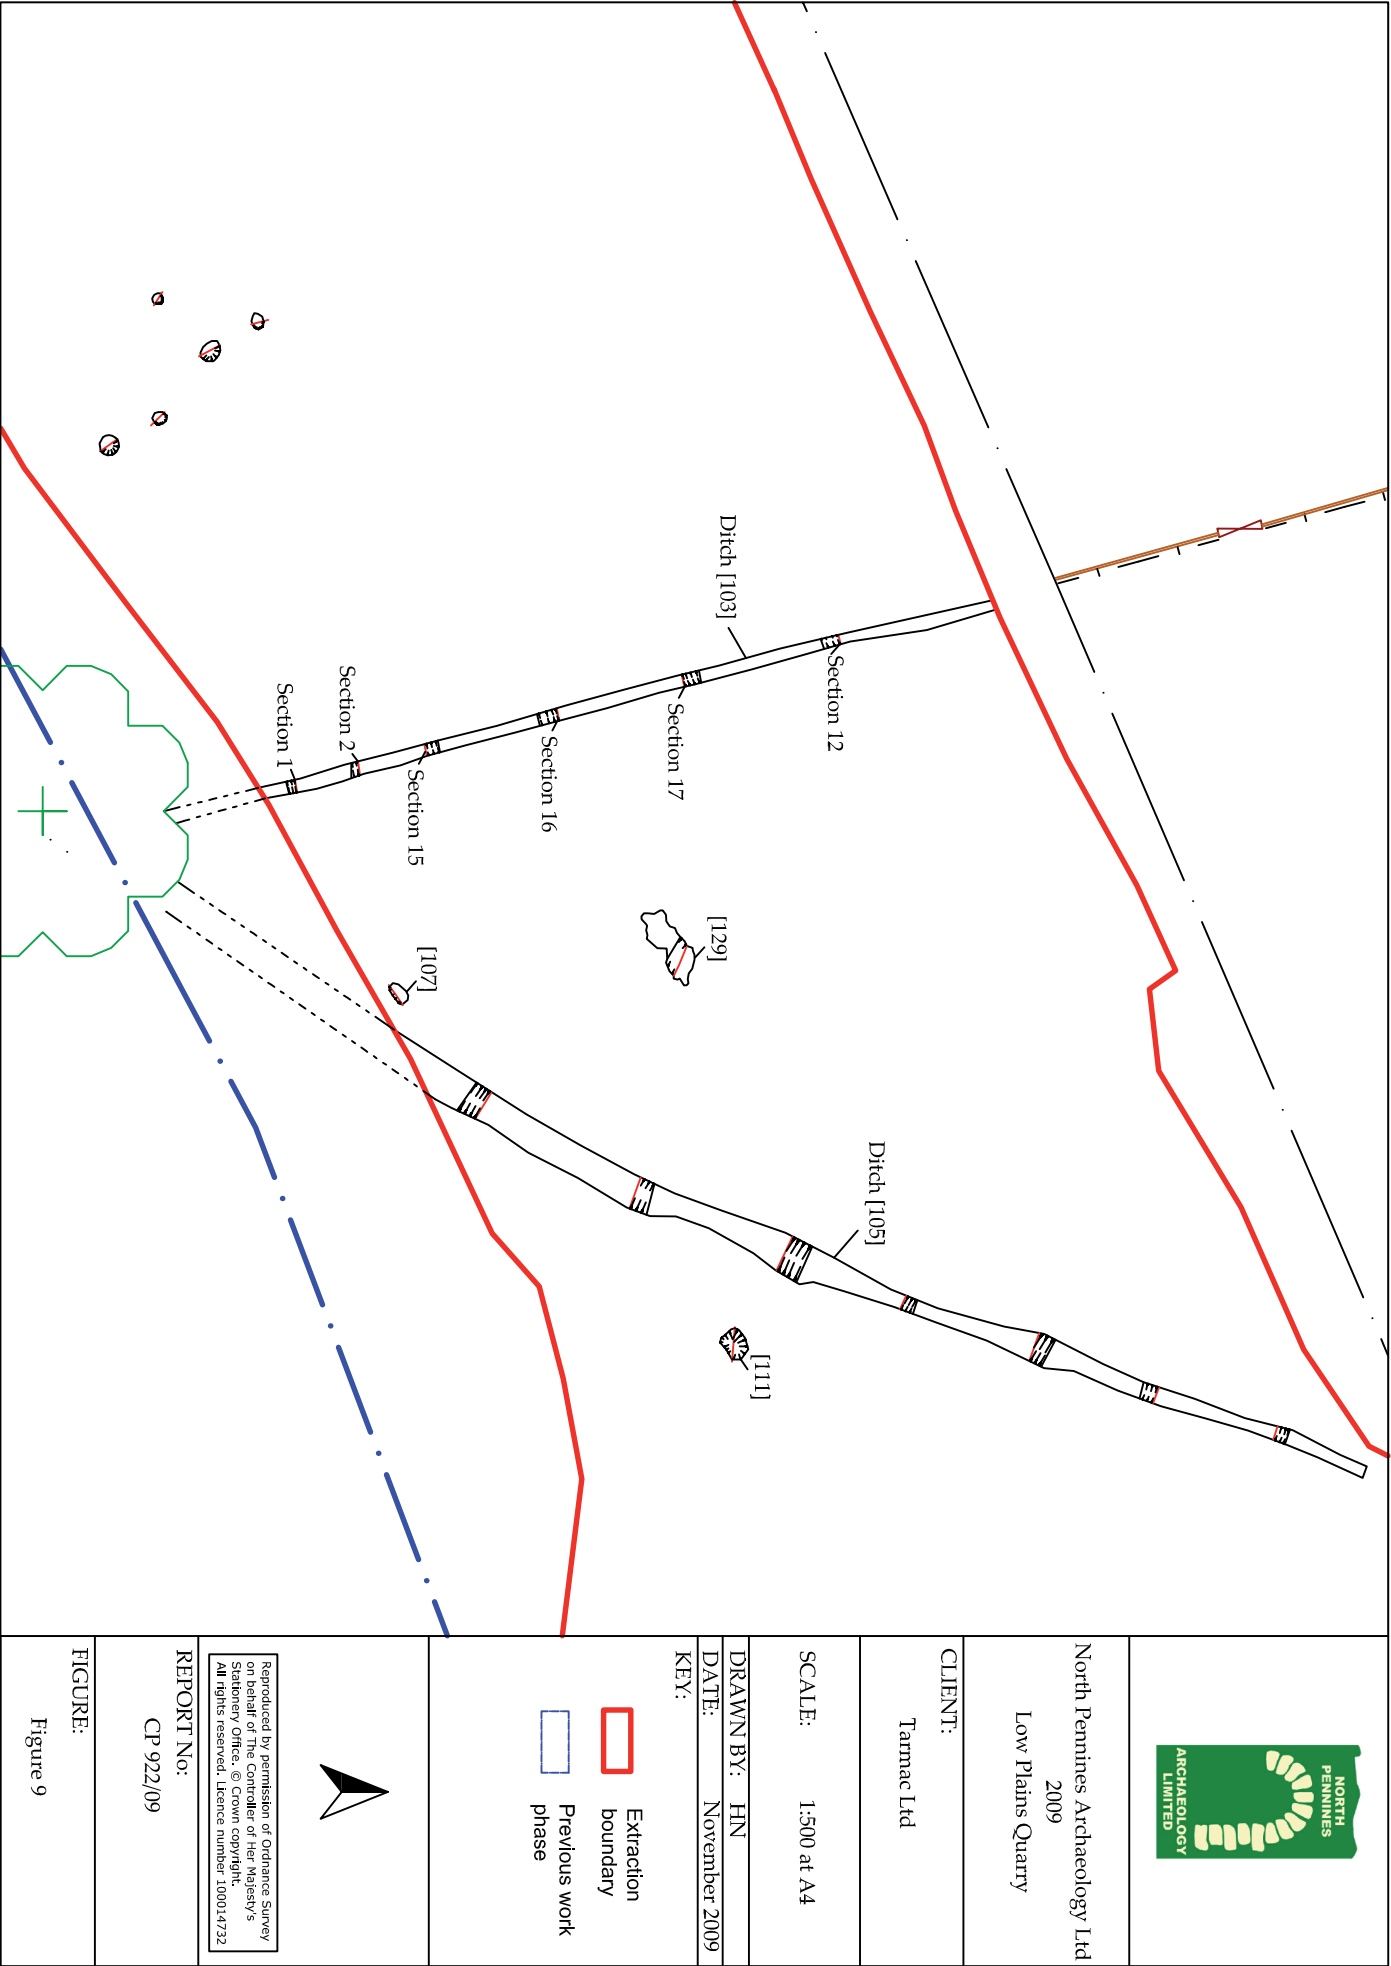 Ditch [103]
Section 12
Section 17
Section 16
Section 15
Section 2
Section 1
[129]
[107]
Ditch [105]
[111]
NORTH
PENNINES
ARCHAEOLOGY
LIMITED
North Pennines Archaeology Ltd
2009
Low Plains Quarry
CLIENT:
Tarmac Ltd
SCALE: 1:500 at A4
DRAWN BY: HN
DATE: November 2009
KEY:
Extraction
boundary
Previous work
phase
Reproduced by permission of Ordnance Survey
on behalf of The Controller of Her Majesty's
Stationery Office. © Crown copyright.
All rights reserved. Licence number 100014732
REPORT No:
CP 922/09
FIGURE:
Figure 9